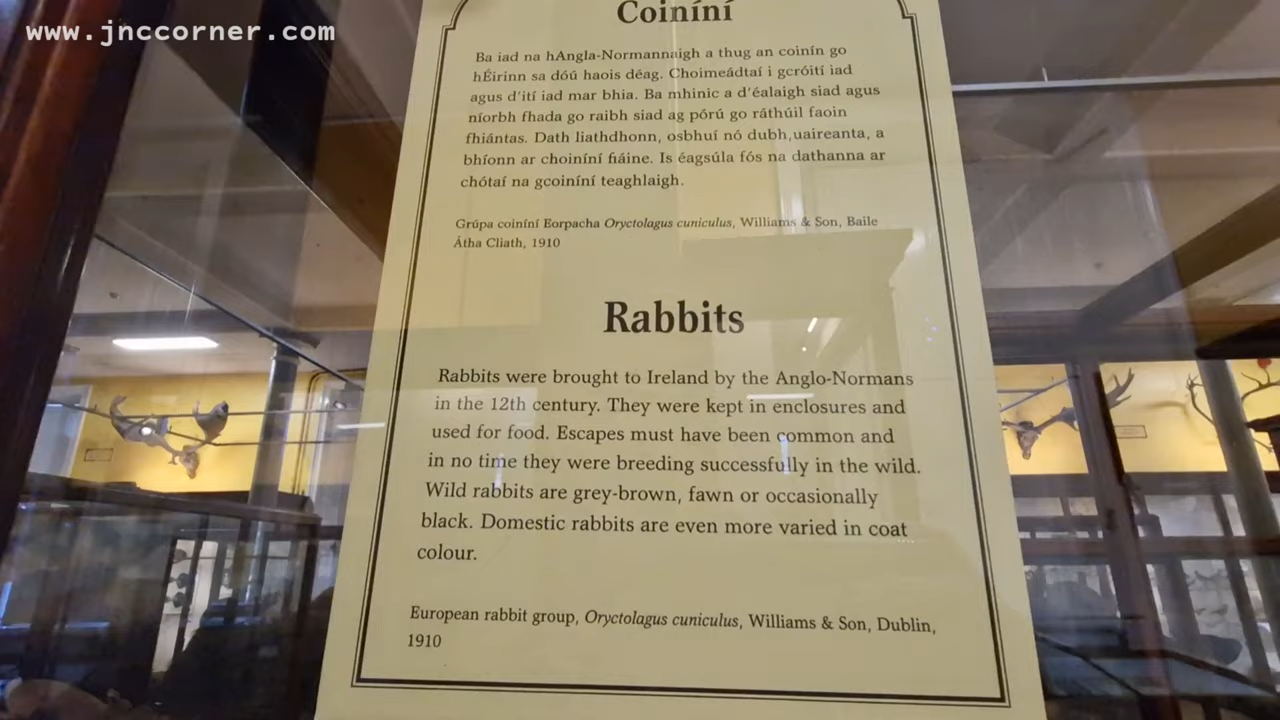 www.jnccorner.com
Coiníní
Ba iad na hAngla-Normannaigh a thug an coinín go
hÉirinn sa dóú haois déag. Choimeádtaí i gcróití iad
agus d'ití iad mar bhia. Ba mhinic a d'éalaigh siad agus
níorbh fhada go raibh siad ag pórú go ráthúil faoin
fhiántas. Dath liathdhonn, osbhuí nó dubh,uaireanta, a
bhíonn ar choiníní fiáine. Is éagsúla fós na dathanna ar
chótaí na gcoiníní teaghlaigh.
Grúpa coiníní Eorpacha Oryctolagus cuniculus, Williams & Son, Baile
Átha Cliath, 1910
Rabbits
Rabbits were brought to Ireland by the Anglo-Normans
in the 12th century. They were kept in enclosures and
used for food. Escapes must have been common and
in no time they were breeding successfully in the wild.
Wild rabbits are grey-brown, fawn or occasionally
black. Domestic rabbits are even more varied in coat
colour.
European rabbit group, Oryctolagus cuniculus, Williams & Son, Dublin,
1910